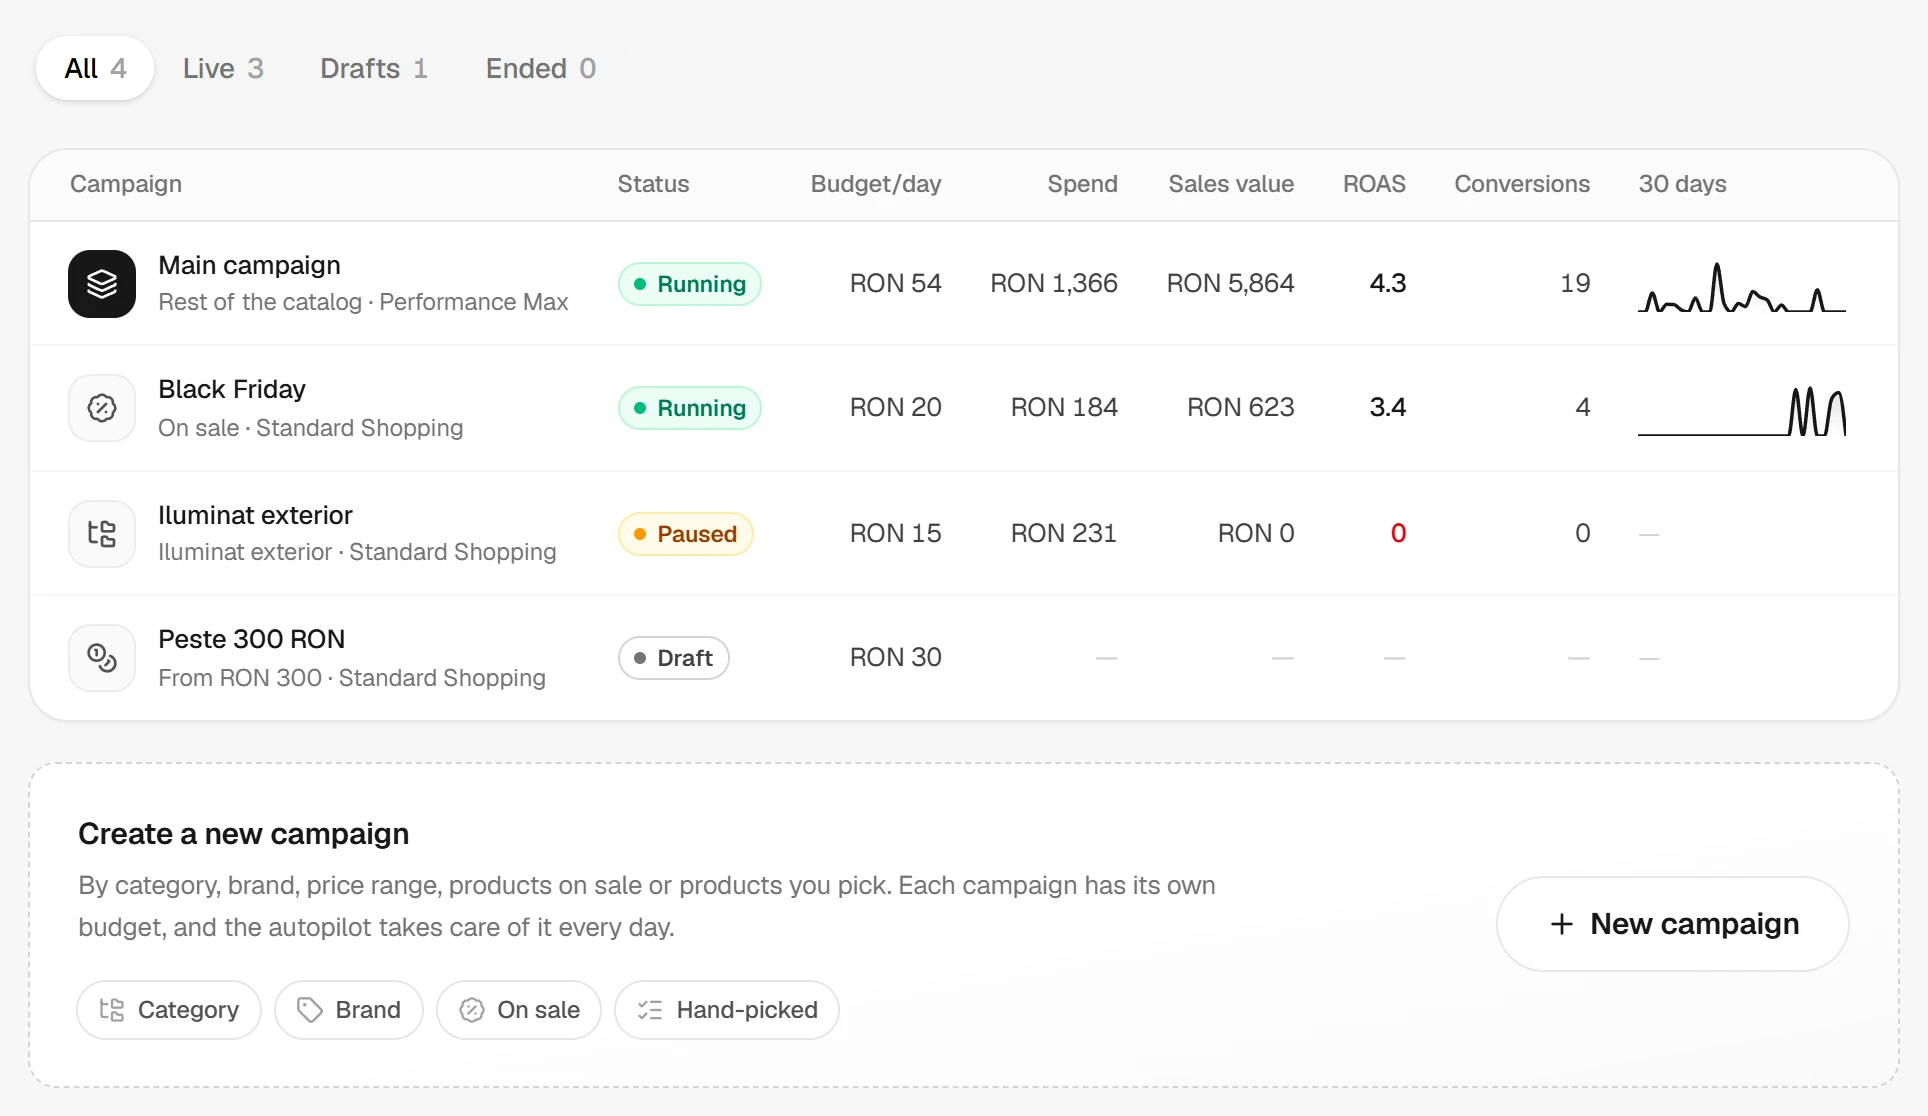 All 4 Live 3 Drafts 1 Ended 0
Campaign Status Budget/day Spend Sales value ROAS Conversions 30 days
Main campaign
Rest of the catalog · Performance Max
Running RON 54 RON 1,366 RON 5,864 4.3 19
Black Friday
On sale · Standard Shopping
Running RON 20 RON 184 RON 623 3.4 4
Iluminat exterior
Iluminat exterior · Standard Shopping
Paused RON 15 RON 231 RON 0 0 0 —
Peste 300 RON
From RON 300 · Standard Shopping
Draft RON 30 — — — — —
Create a new campaign
By category, brand, price range, products on sale or products you pick. Each campaign has its own
budget, and the autopilot takes care of it every day.
+ New campaign
Category Brand On sale Hand-picked